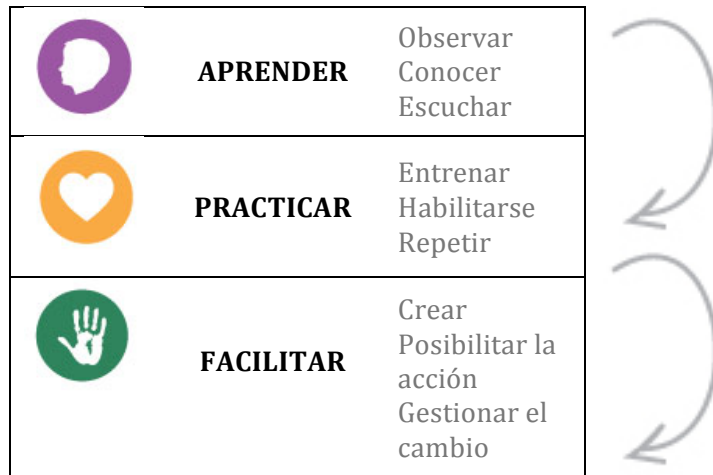 APRENDER
Observar
Conocer
Escuchar
PRACTICAR
Entrenar
Habilitarse
Repetir
FACILITAR
Crear
Posibilitar la
acción
Gestionar el
cambio